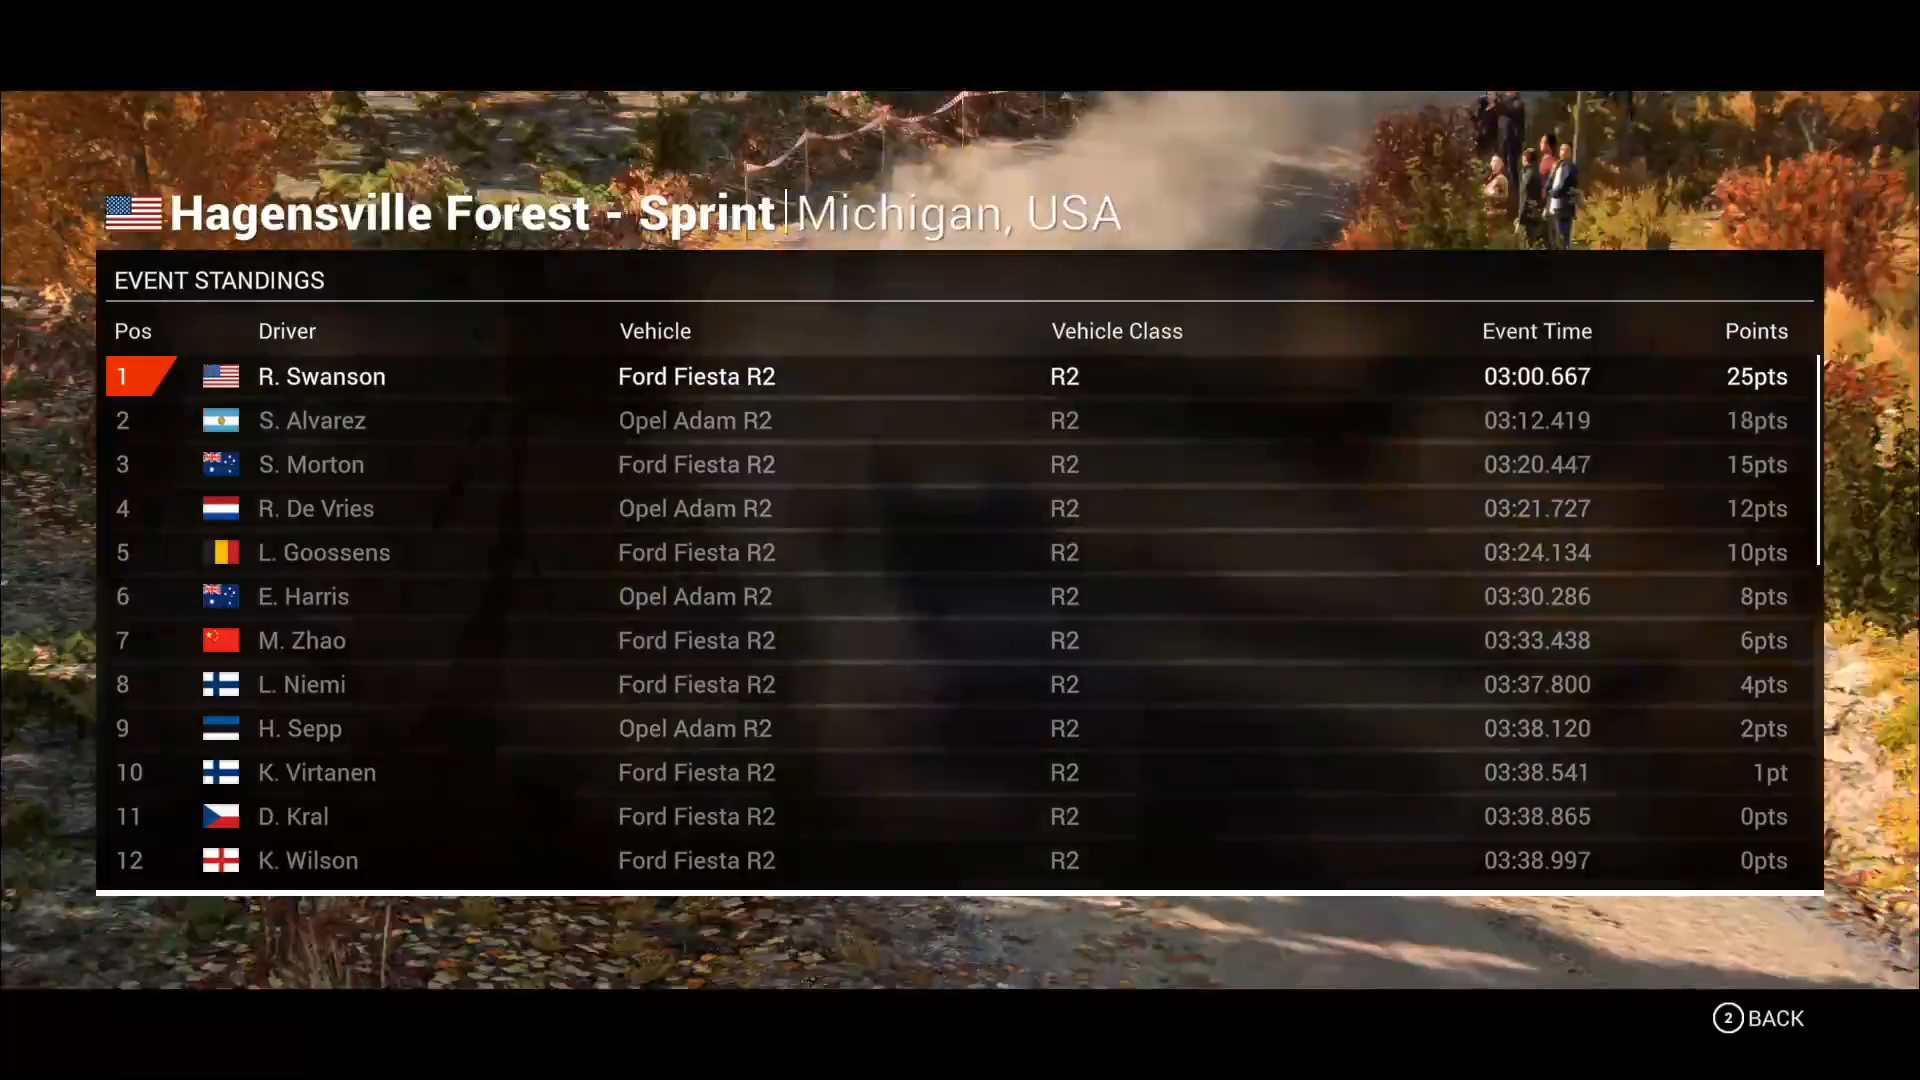 Hagensville Forest - Sprint | Michigan, USA
EVENT STANDINGS
Pos Driver Vehicle Vehicle Class Event Time Points
1 R. Swanson Ford Fiesta R2 R2 03:00.667 25pts
2 S. Alvarez Opel Adam R2 R2 03:12.419 18pts
3 S. Morton Ford Fiesta R2 R2 03:20.447 15pts
4 R. De Vries Opel Adam R2 R2 03:21.727 12pts
5 L. Goossens Ford Fiesta R2 R2 03:24.134 10pts
6 E. Harris Opel Adam R2 R2 03:30.286 8pts
7 M. Zhao Ford Fiesta R2 R2 03:33.438 6pts
8 L. Niemi Ford Fiesta R2 R2 03:37.800 4pts
9 H. Sepp Opel Adam R2 R2 03:38.120 2pts
10 K. Virtanen Ford Fiesta R2 R2 03:38.541 1pt
11 D. Kral Ford Fiesta R2 R2 03:38.865 0pts
12 K. Wilson Ford Fiesta R2 R2 03:38.997 0pts
2 BACK